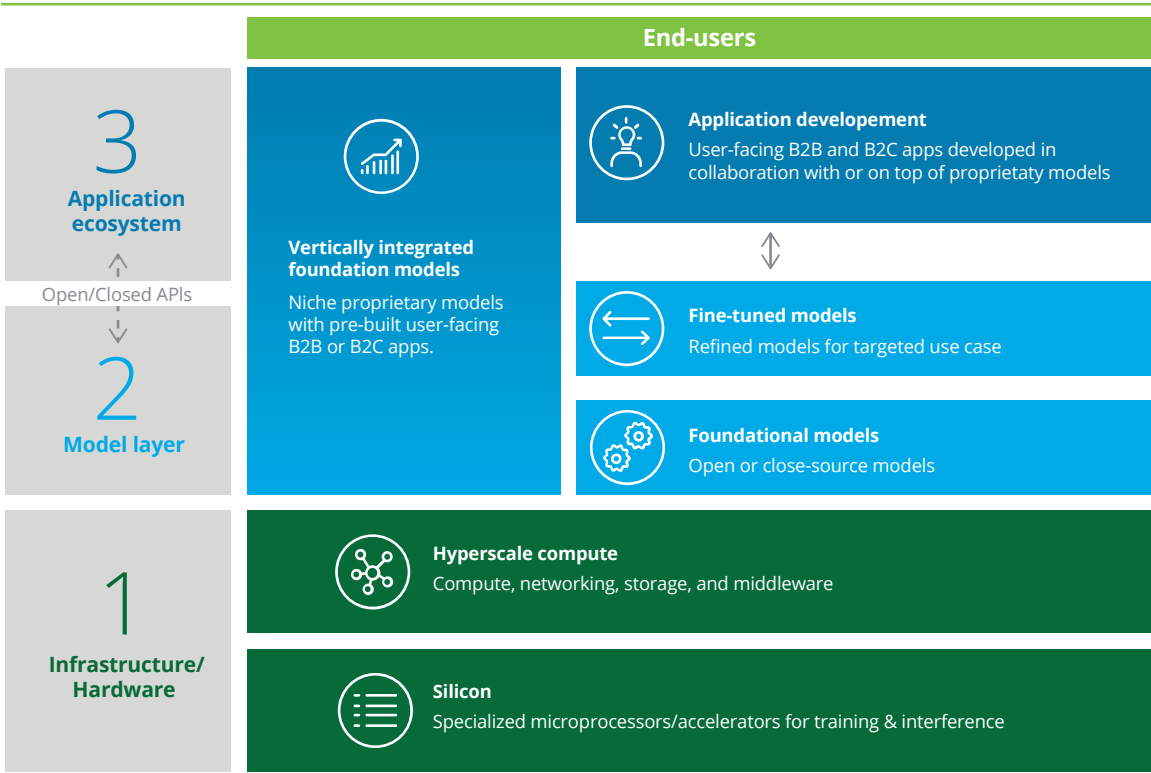 End-users
3
Application
ecosystem
Open/Closed APIs
2
Model layer
Vertically integrated
foundation models
Niche proprietary models
with pre-built user-facing
B2B or B2C apps.
Application developement
User-facing B2B and B2C apps developed in
collaboration with or on top of proprietaty models
Fine-tuned models
Refined models for targeted use case
Foundational models
Open or close-source models
1
Infrastructure/
Hardware
Hyperscale compute
Compute, networking, storage, and middleware
Silicon
Specialized microprocessors/accelerators for training & interference